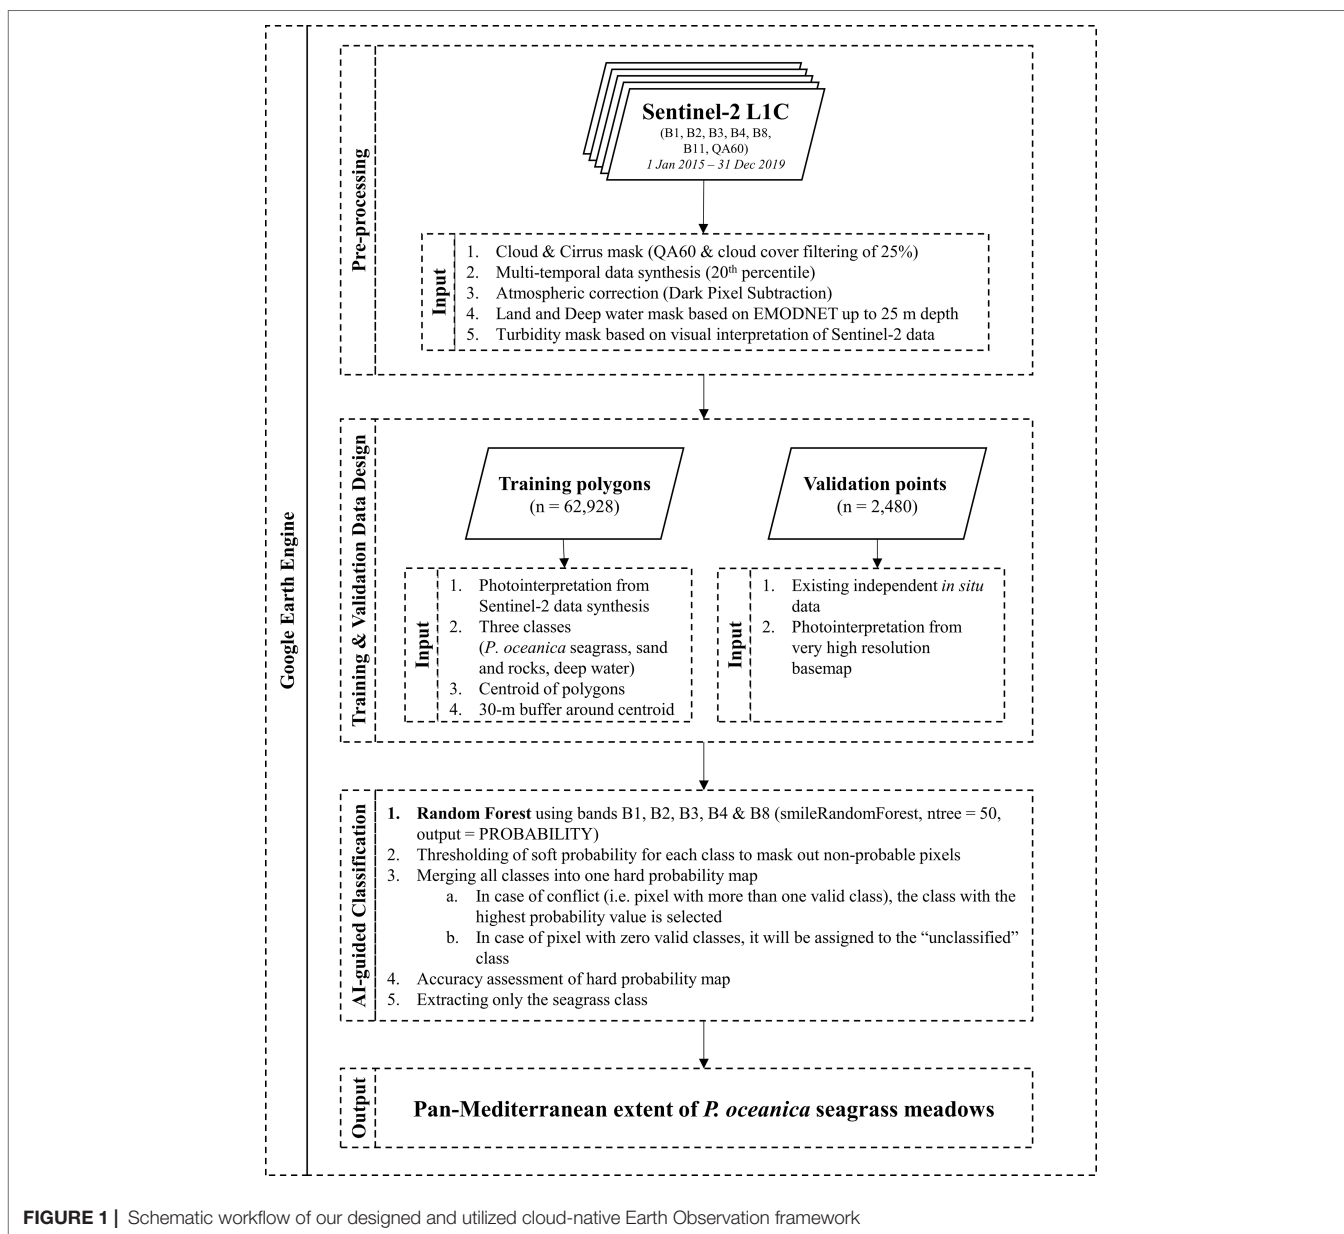 Google Earth Engine
Pre-processing
Sentinel-2 L1C
(B1, B2, B3, B4, B8,
B11, QA60)
1 Jan 2015 – 31 Dec 2019
Input
1. Cloud & Cirrus mask (QA60 & cloud cover filtering of 25%)
2. Multi-temporal data synthesis (20th percentile)
3. Atmospheric correction (Dark Pixel Subtraction)
4. Land and Deep water mask based on EMODNET up to 25 m depth
5. Turbidity mask based on visual interpretation of Sentinel-2 data
Training & Validation Data Design
Training polygons
(n = 62,928)
Input
1. Photointerpretation from
Sentinel-2 data synthesis
2. Three classes
(P. oceanica seagrass, sand
and rocks, deep water)
3. Centroid of polygons
4. 30-m buffer around centroid
Validation points
(n = 2,480)
Input
1. Existing independent in situ
data
2. Photointerpretation from
very high resolution
basemap
AI-guided Classification
1. Random Forest using bands B1, B2, B3, B4 & B8 (smileRandomForest, ntree = 50,
output = PROBABILITY)
2. Thresholding of soft probability for each class to mask out non-probable pixels
3. Merging all classes into one hard probability map
a. In case of conflict (i.e. pixel with more than one valid class), the class with the
highest probability value is selected
b. In case of pixel with zero valid classes, it will be assigned to the “unclassified”
class
4. Accuracy assessment of hard probability map
5. Extracting only the seagrass class
Output
Pan-Mediterranean extent of P. oceanica seagrass meadows
FIGURE 1 | Schematic workflow of our designed and utilized cloud-native Earth Observation framework